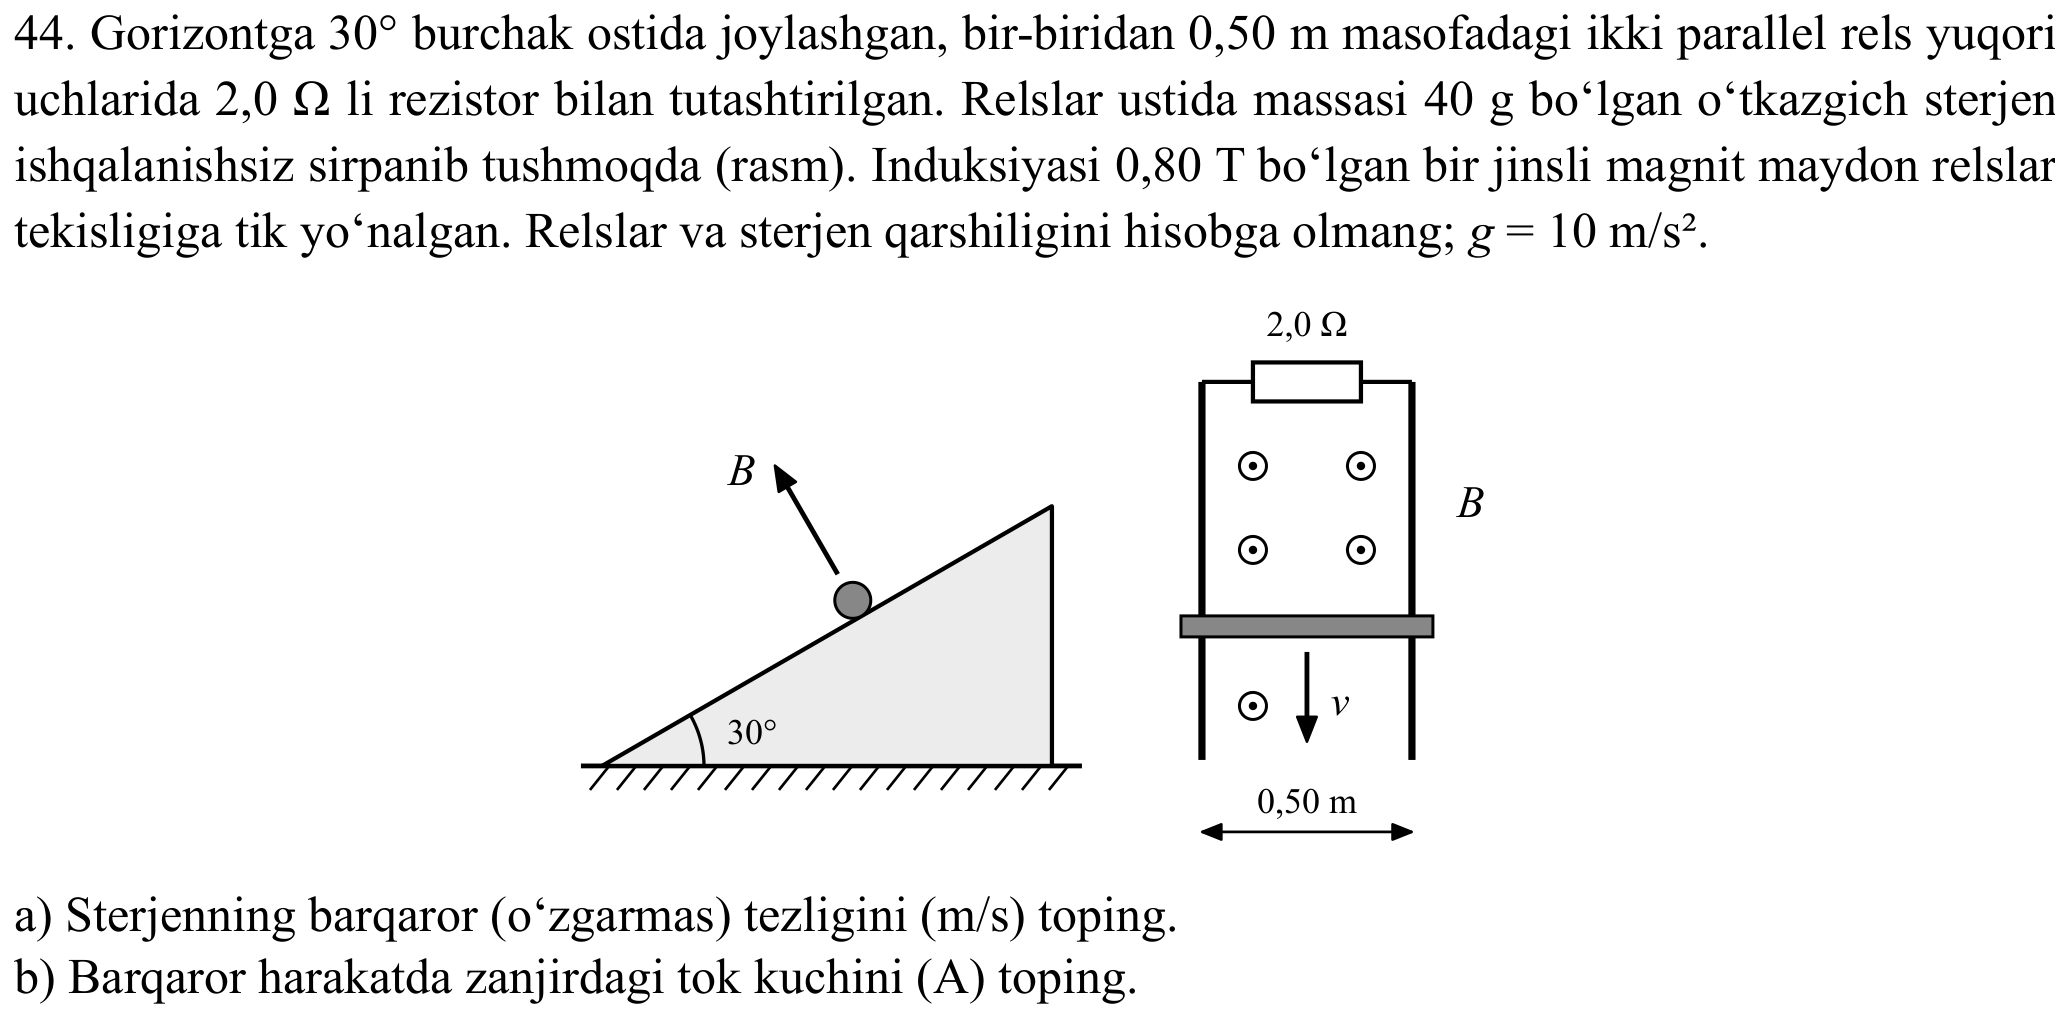 44. Gorizontga 30° burchak ostida joylashgan, bir-biridan 0,50 m masofadagi ikki parallel rels yuqori
uchlarida 2,0 Ω li rezistor bilan tutashtirilgan. Relslar ustida massasi 40 g bo‘lgan o‘tkazgich sterjen
ishqalanishsiz sirpanib tushmoqda (rasm). Induksiyasi 0,80 T bo‘lgan bir jinsli magnit maydon relslar
tekisligiga tik yo‘nalgan. Relslar va sterjen qarshiligini hisobga olmang; g = 10 m/s².
2,0 Ω
B
B
30°
v
0,50 m
a) Sterjenning barqaror (o‘zgarmas) tezligini (m/s) toping.
b) Barqaror harakatda zanjirdagi tok kuchini (A) toping.